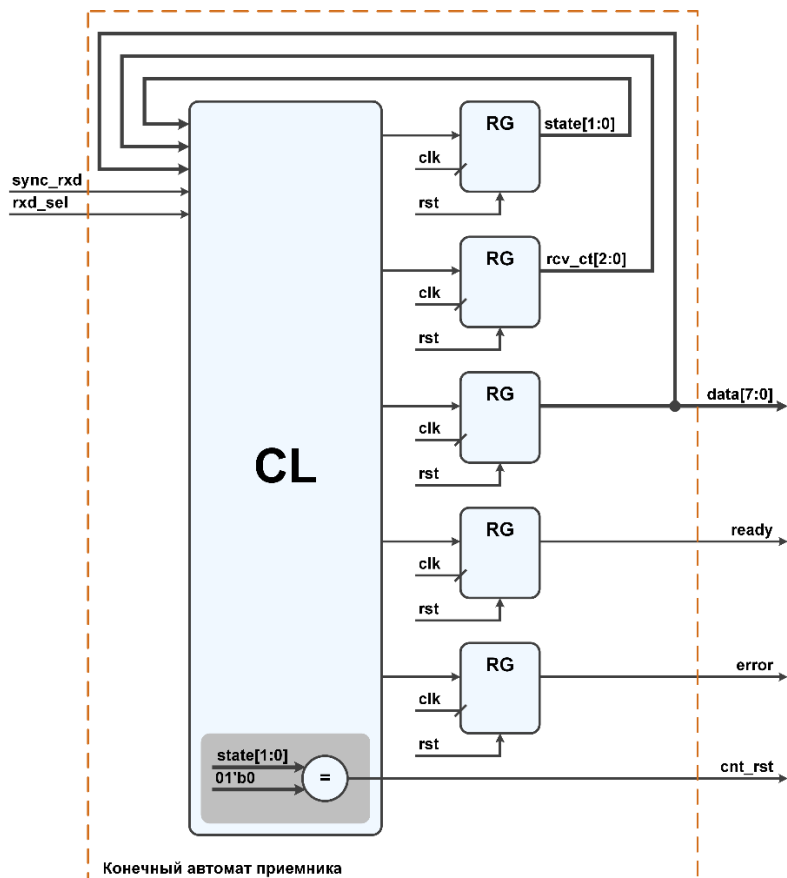 RG
state[1:0]
clk
rst
sync_rxd
rxd_sel
RG
rcv_ct[2:0]
clk
rst
RG
data[7:0]
clk
rst
CL
RG
ready
clk
rst
RG
error
clk
rst
state[1:0]
01'b0
=
cnt_rst
Конечный автомат приемника